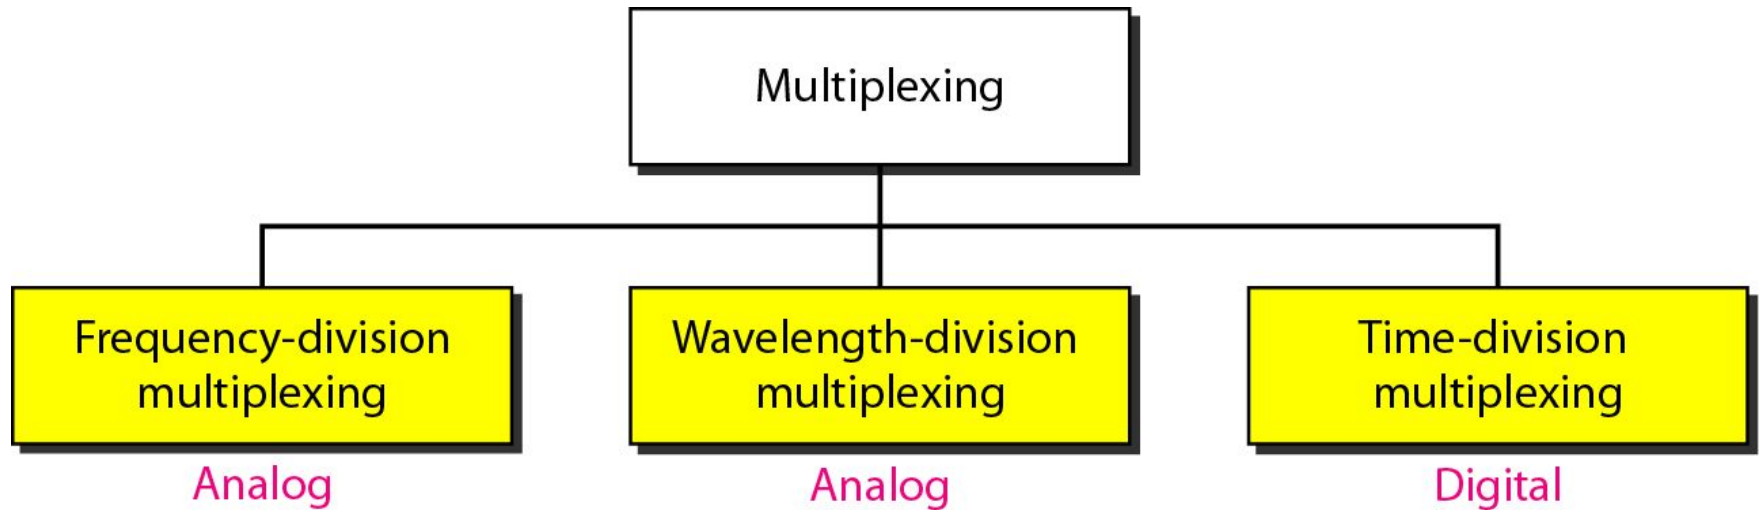 Multiplexing
Frequency-division
multiplexing
Analog
Wavelength-division
multiplexing
Analog
Time-division
multiplexing
Digital